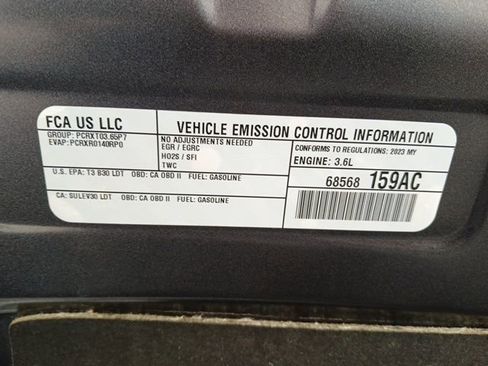 FCA US LLC
VEHICLE EMISSION CONTROL INFORMATION
GROUP: PCRXT03.65P7
EVAP: PCRXR0140RP0
NO ADJUSTMENTS NEEDED
EGR / EGRC
HO2S / SFI
TWC
CONFORMS TO REGULATIONS: 2023 MY
ENGINE: 3.6L
U.S. EPA: T3 B30 LDT OBD: CA OBD II FUEL: GASOLINE
CA: SULEV30 LDT OBD: CA OBD II FUEL: GASOLINE
68568 159AC